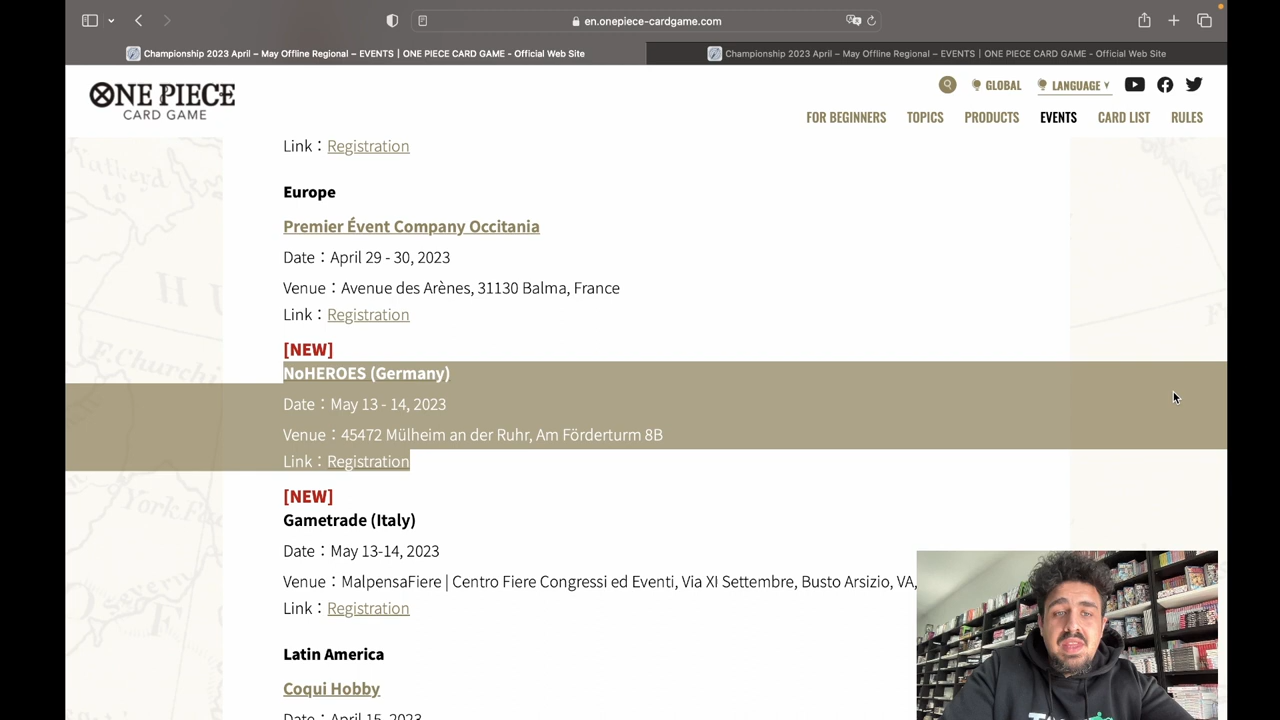 en.onepiece-cardgame.com
Championship 2023 April – May Offline Regional – EVENTS | ONE PIECE CARD GAME - Official Web Site
Championship 2023 April – May Offline Regional – EVENTS | ONE PIECE CARD GAME - Official Web Site
ONE PIECE
CARD GAME
GLOBAL
LANGUAGE
FOR BEGINNERS
TOPICS
PRODUCTS
EVENTS
CARD LIST
RULES
Link：Registration
Europe
Premier Évent Company Occitania
Date：April 29 - 30, 2023
Venue：Avenue des Arènes, 31130 Balma, France
Link：Registration
[NEW]
NoHEROES (Germany)
Date：May 13 - 14, 2023
Venue：45472 Mülheim an der Ruhr, Am Förderturm 8B
Link：Registration
[NEW]
Gametrade (Italy)
Date：May 13-14, 2023
Venue：MalpensaFiere | Centro Fiere Congressi ed Eventi, Via XI Settembre, Busto Arsizio, VA,
Link：Registration
Latin America
Coqui Hobby
Date：April 15, 2023